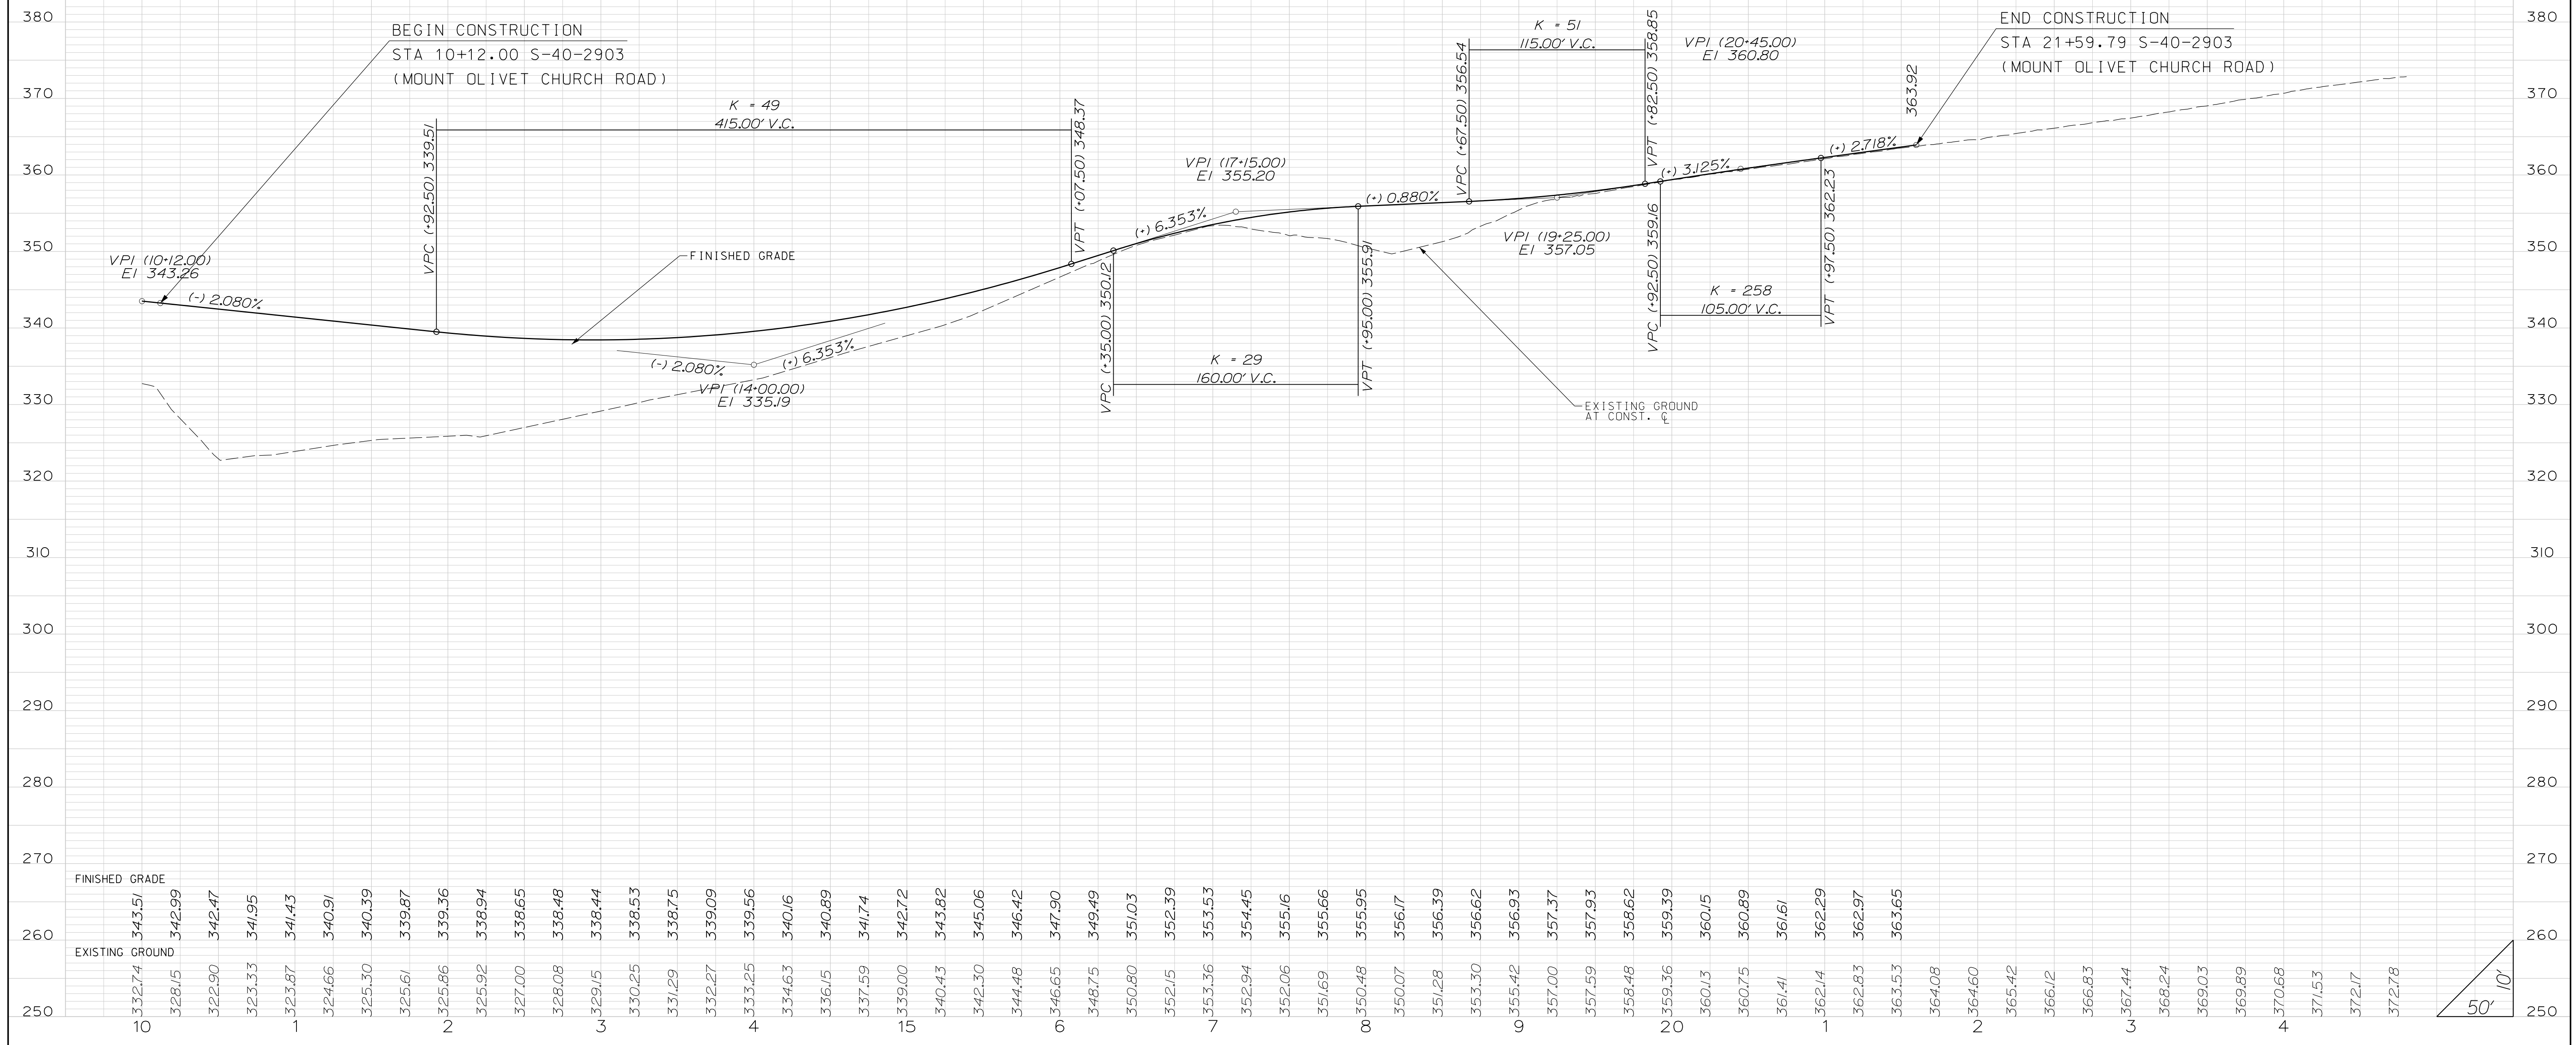 380
370
360
350
340
330
320
310
300
290
280
270
260
250
BEGIN CONSTRUCTION
STA 10+12.00 S-40-2903
(MOUNT OLIVET CHURCH ROAD)
VPI (10+12.00)
El 343.26
(-) 2.080%
VPC (+92.50) 339.51
K = 49
415.00' V.C.
VPT (+07.50) 348.37
FINISHED GRADE
(-) 2.080%
(+) 6.353%
VPI (14+00.00)
El 335.19
VPC (+35.00) 350.12
K = 29
160.00' V.C.
VPT (+95.00) 355.91
(+) 6.353%
VPI (17+15.00)
El 355.20
(+) 0.880%
VPC (+67.50) 356.54
K = 51
115.00' V.C.
VPT (+82.50) 358.85
VPI (19+25.00)
El 357.05
EXISTING GROUND
AT CONST. ℄
VPI (20+45.00)
El 360.80
(+) 3.125%
VPC (+92.50) 359.16
K = 258
105.00' V.C.
VPT (+97.50) 362.23
(+) 2.718%
363.92
END CONSTRUCTION
STA 21+59.79 S-40-2903
(MOUNT OLIVET CHURCH ROAD)
380
370
360
350
340
330
320
310
300
290
280
270
260
250
FINISHED GRADE
343.51 342.99 342.47 341.95 341.43 340.91 340.39 339.87 339.36 338.94 338.65 338.48 338.44 338.53 338.75 339.09 339.56 340.16 340.89 341.74 342.72 343.82 345.06 346.42 347.90 349.49 351.03 352.39 353.53 354.45 355.16 355.66 355.95 356.17 356.39 356.62 356.93 357.37 357.93 358.62 359.39 360.15 360.89 361.61 362.29 362.97 363.65
EXISTING GROUND
332.74 328.15 322.90 323.33 323.87 324.66 325.30 325.61 325.86 325.92 327.00 328.08 329.15 330.25 331.29 332.27 333.25 334.63 336.15 337.59 339.00 340.43 342.30 344.48 346.65 348.75 350.80 352.15 353.36 352.94 352.06 351.69 350.48 350.07 351.28 353.30 355.42 357.00 357.59 358.48 359.36 360.13 360.75 361.41 362.14 362.83 363.53 364.08 364.60 365.42 366.12 366.83 367.44 368.24 369.03 369.89 370.68 371.53 372.17 372.78
10 1 2 3 4 15 6 7 8 9 20 1 2 3 4
10'
50'